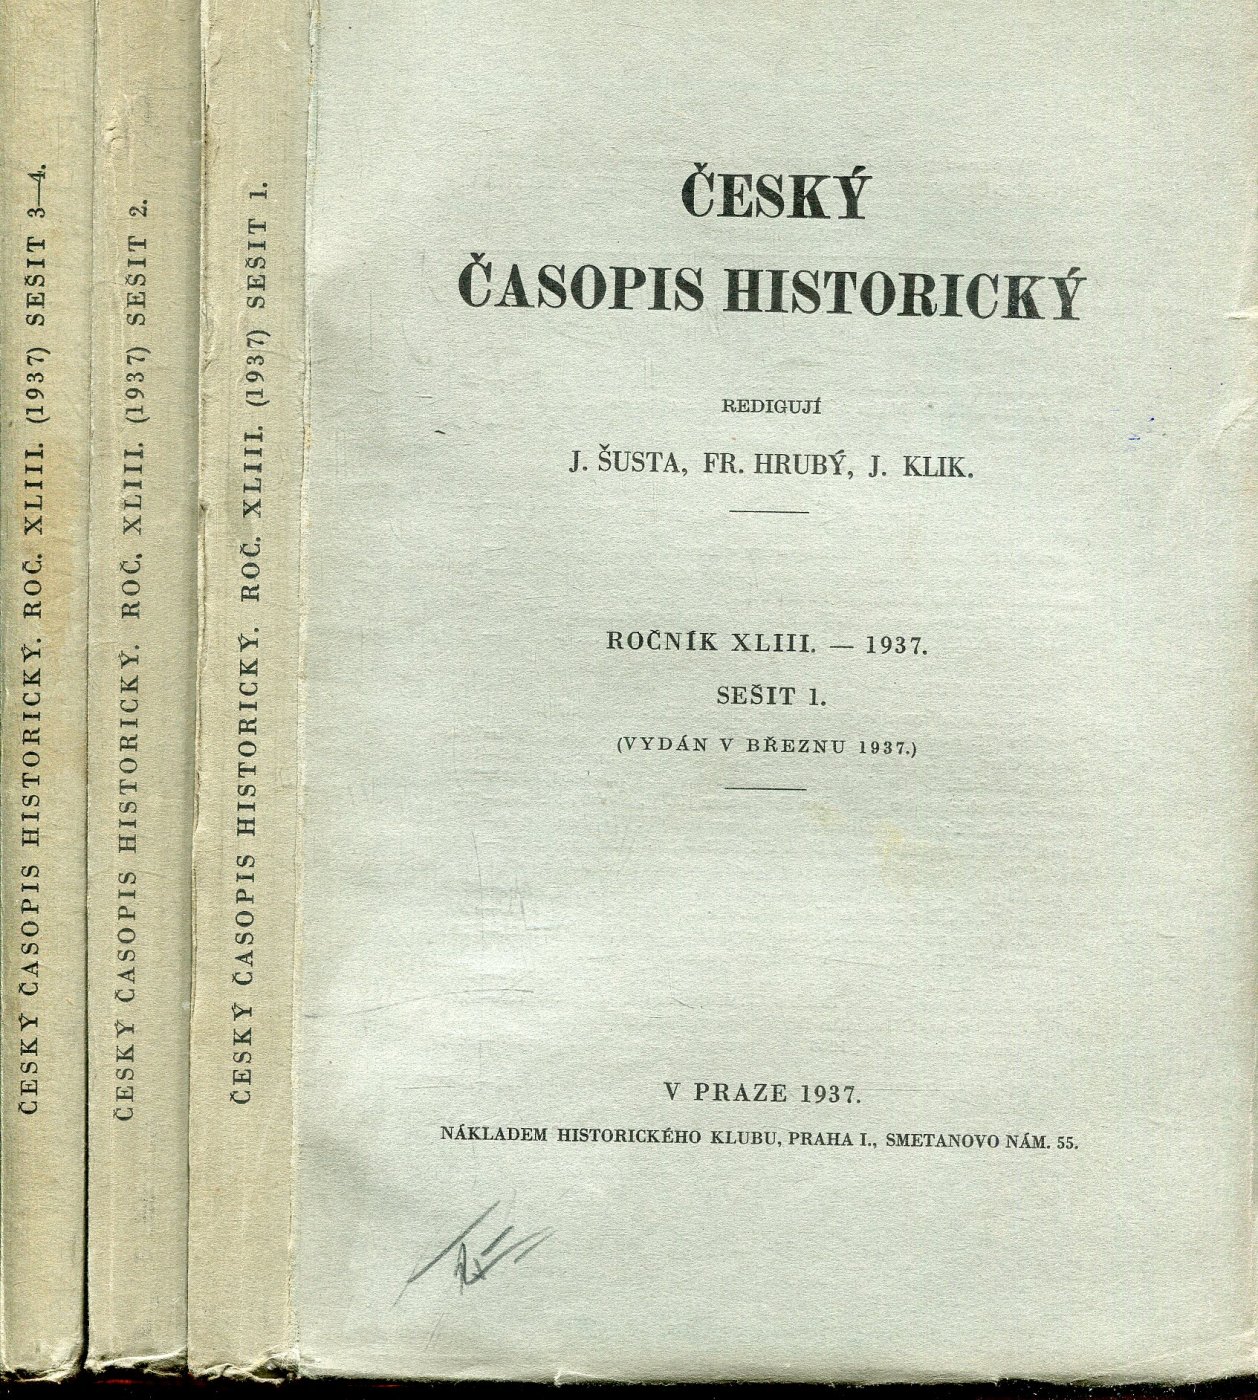 ČESKÝ ČASOPIS HISTORICKÝ. ROČ. XLIII. (1937) SEŠIT 3—4.
ČESKÝ ČASOPIS HISTORICKÝ. ROČ. XLIII. (1937) SEŠIT 2.
ČESKÝ ČASOPIS HISTORICKÝ. ROČ. XLIII. (1937) SEŠIT 1.
ČESKÝ
ČASOPIS HISTORICKÝ
REDIGUJÍ
J. ŠUSTA, FR. HRUBÝ, J. KLIK.
ROČNÍK XLIII. — 1937.
SEŠIT 1.
(VYDÁN V BŘEZNU 1937.)
V PRAZE 1937.
NÁKLADEM HISTORICKÉHO KLUBU, PRAHA I., SMETANOVO NÁM. 55.